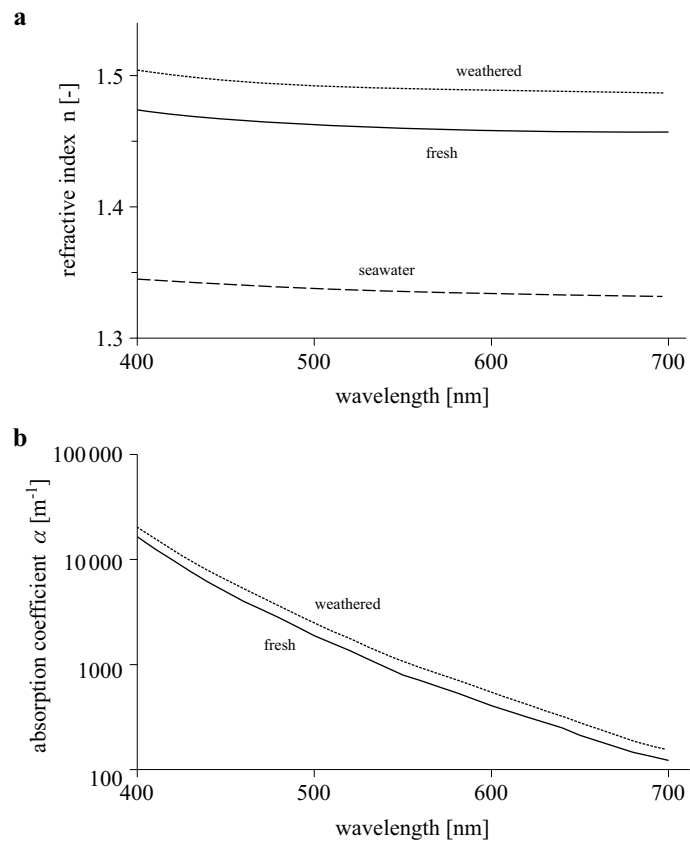 a
refractive index n [-]
1.5
1.4
1.3
weathered
fresh
seawater
400
500
600
700
wavelength [nm]
b
absorption coefficient α [m⁻¹]
100 000
10 000
1000
100
weathered
fresh
400
500
600
700
wavelength [nm]